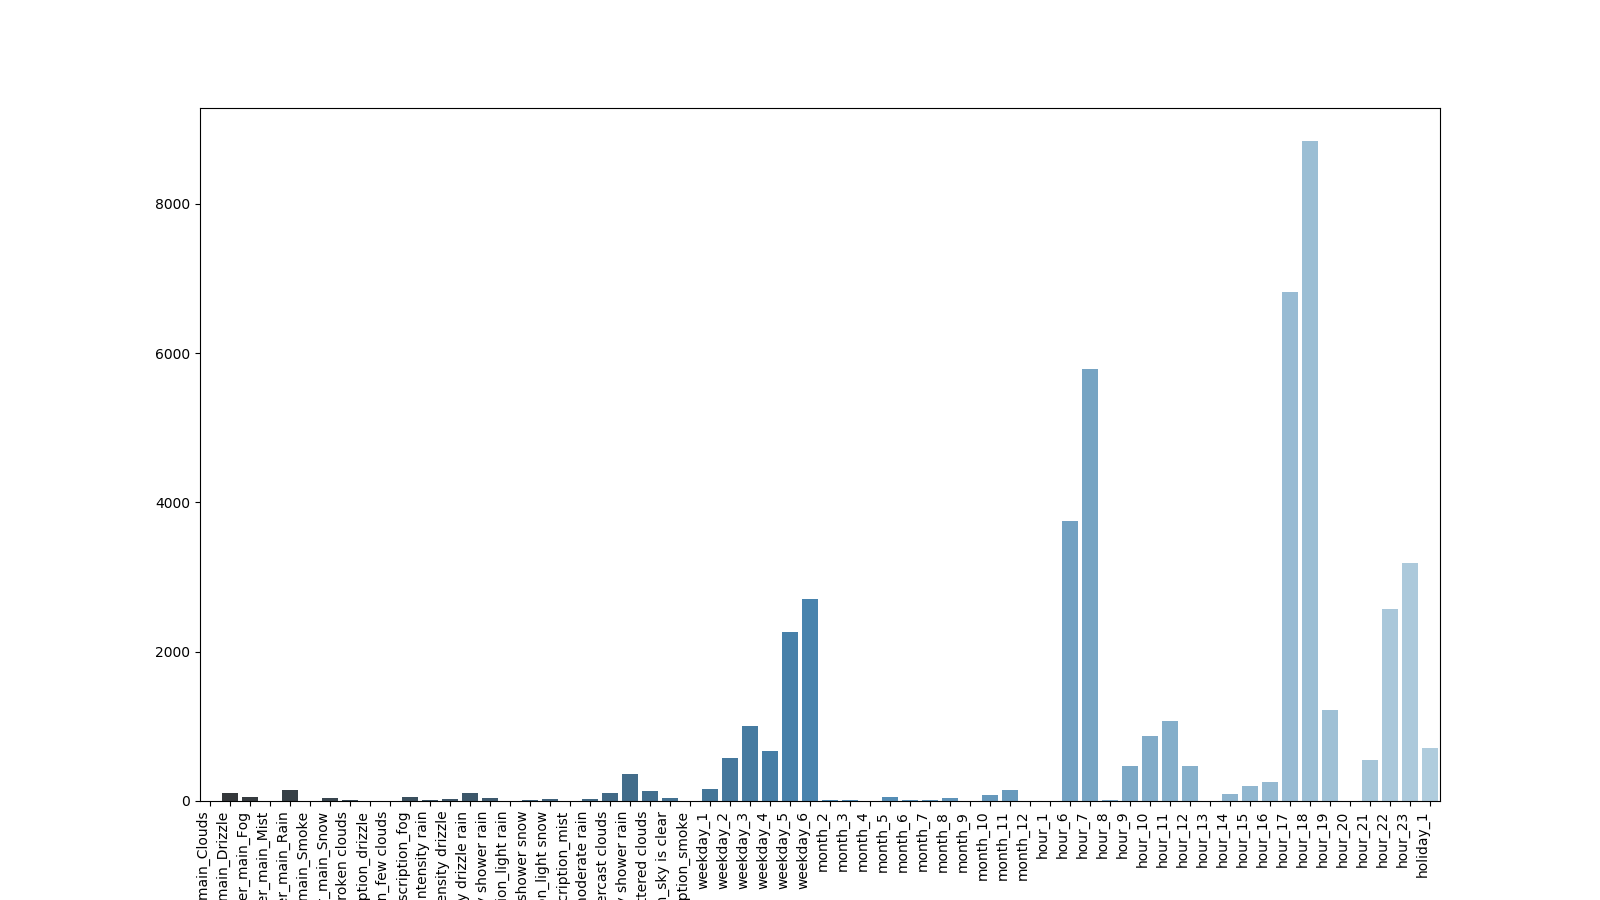 8000
6000
4000
2000
0
main_Clouds
main_Drizzle
er_main_Fog
er_main_Mist
er_main_Rain
main_Smoke
r_main_Snow
roken clouds
ption_drizzle
n_few clouds
scription_fog
ntensity rain
ensity drizzle
y drizzle rain
y shower rain
ion_light rain
shower snow
on_light snow
cription_mist
noderate rain
ercast clouds
y shower rain
ttered clouds
n_sky is clear
ption_smoke
weekday_1
weekday_2
weekday_3
weekday_4
weekday_5
weekday_6
month_2
month_3
month_4
month_5
month_6
month_7
month_8
month_9
month_10
month_11
month_12
hour_1
hour_6
hour_7
hour_8
hour_9
hour_10
hour_11
hour_12
hour_13
hour_14
hour_15
hour_16
hour_17
hour_18
hour_19
hour_20
hour_21
hour_22
hour_23
holiday_1